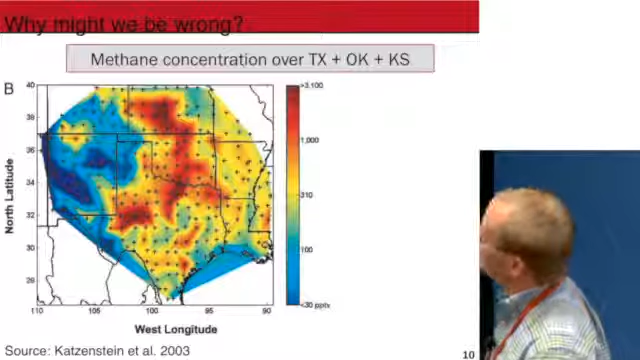 Why might we be wrong?
Methane concentration over TX + OK + KS
B
40
36
34
32
30
28
110
105
100
95
90
North Latitude
West Longitude
>3,100
1,000
310
100
<30 pptv
Source: Katzenstein et al. 2003
10